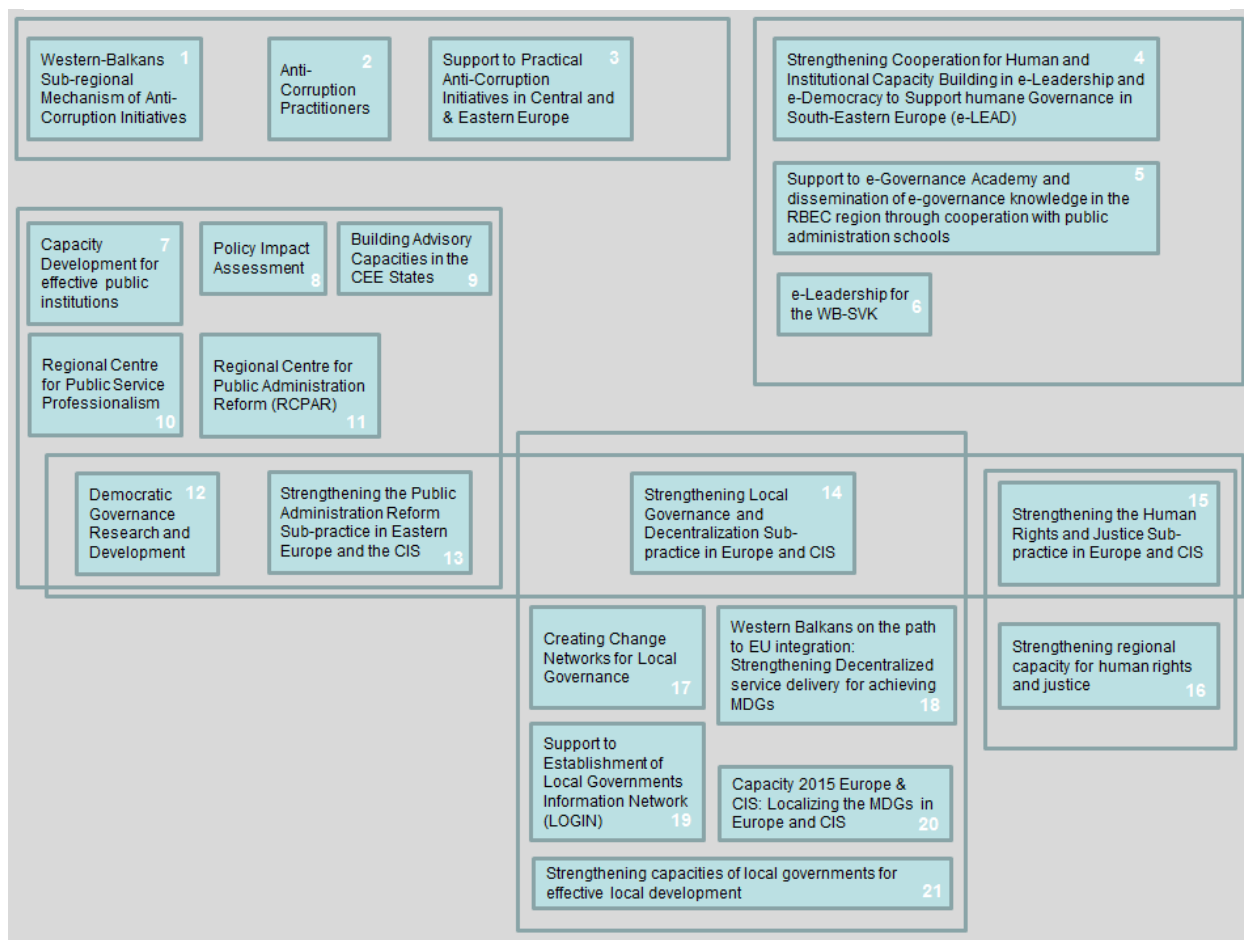 Western-Balkans 1
Sub-regional
Mechanism of Anti-
Corruption Initiatives
Anti- 2
Corruption
Practitioners
Support to Practical 3
Anti-Corruption
Initiatives in Central and
& Eastern Europe
Strengthening Cooperation for Human and 4
Institutional Capacity Building in e-Leadership and
e-Democracy to Support humane Governance in
South-Eastern Europe (e-LEAD)
Support to e-Governance Academy and 5
dissemination of e-governance knowledge in the
RBEC region through cooperation with public
administration schools
e-Leadership for
the WB-SVK 6
Capacity 7
Development for
effective public
institutions
Policy Impact
Assessment 8
Building Advisory
Capacities in the
CEE States 9
Regional Centre
for Public Service
Professionalism
10
Regional Centre for
Public Administration
Reform (RCPAR) 11
Democratic 12
Governance
Research and
Development
Strengthening the Public
Administration Reform
Sub-practice in Eastern
Europe and the CIS 13
Strengthening Local 14
Governance and
Decentralization Sub-
practice in Europe and CIS
15
Strengthening the Human
Rights and Justice Sub-
practice in Europe and CIS
Strengthening regional
capacity for human rights
and justice 16
Creating Change
Networks for Local
Governance 17
Western Balkans on the path
to EU integration:
Strengthening Decentralized
service delivery for achieving
MDGs 18
Support to
Establishment of
Local Governments
Information Network
(LOGIN) 19
Capacity 2015 Europe &
CIS: Localizing the MDGs in
Europe and CIS 20
Strengthening capacities of local governments for
effective local development 21